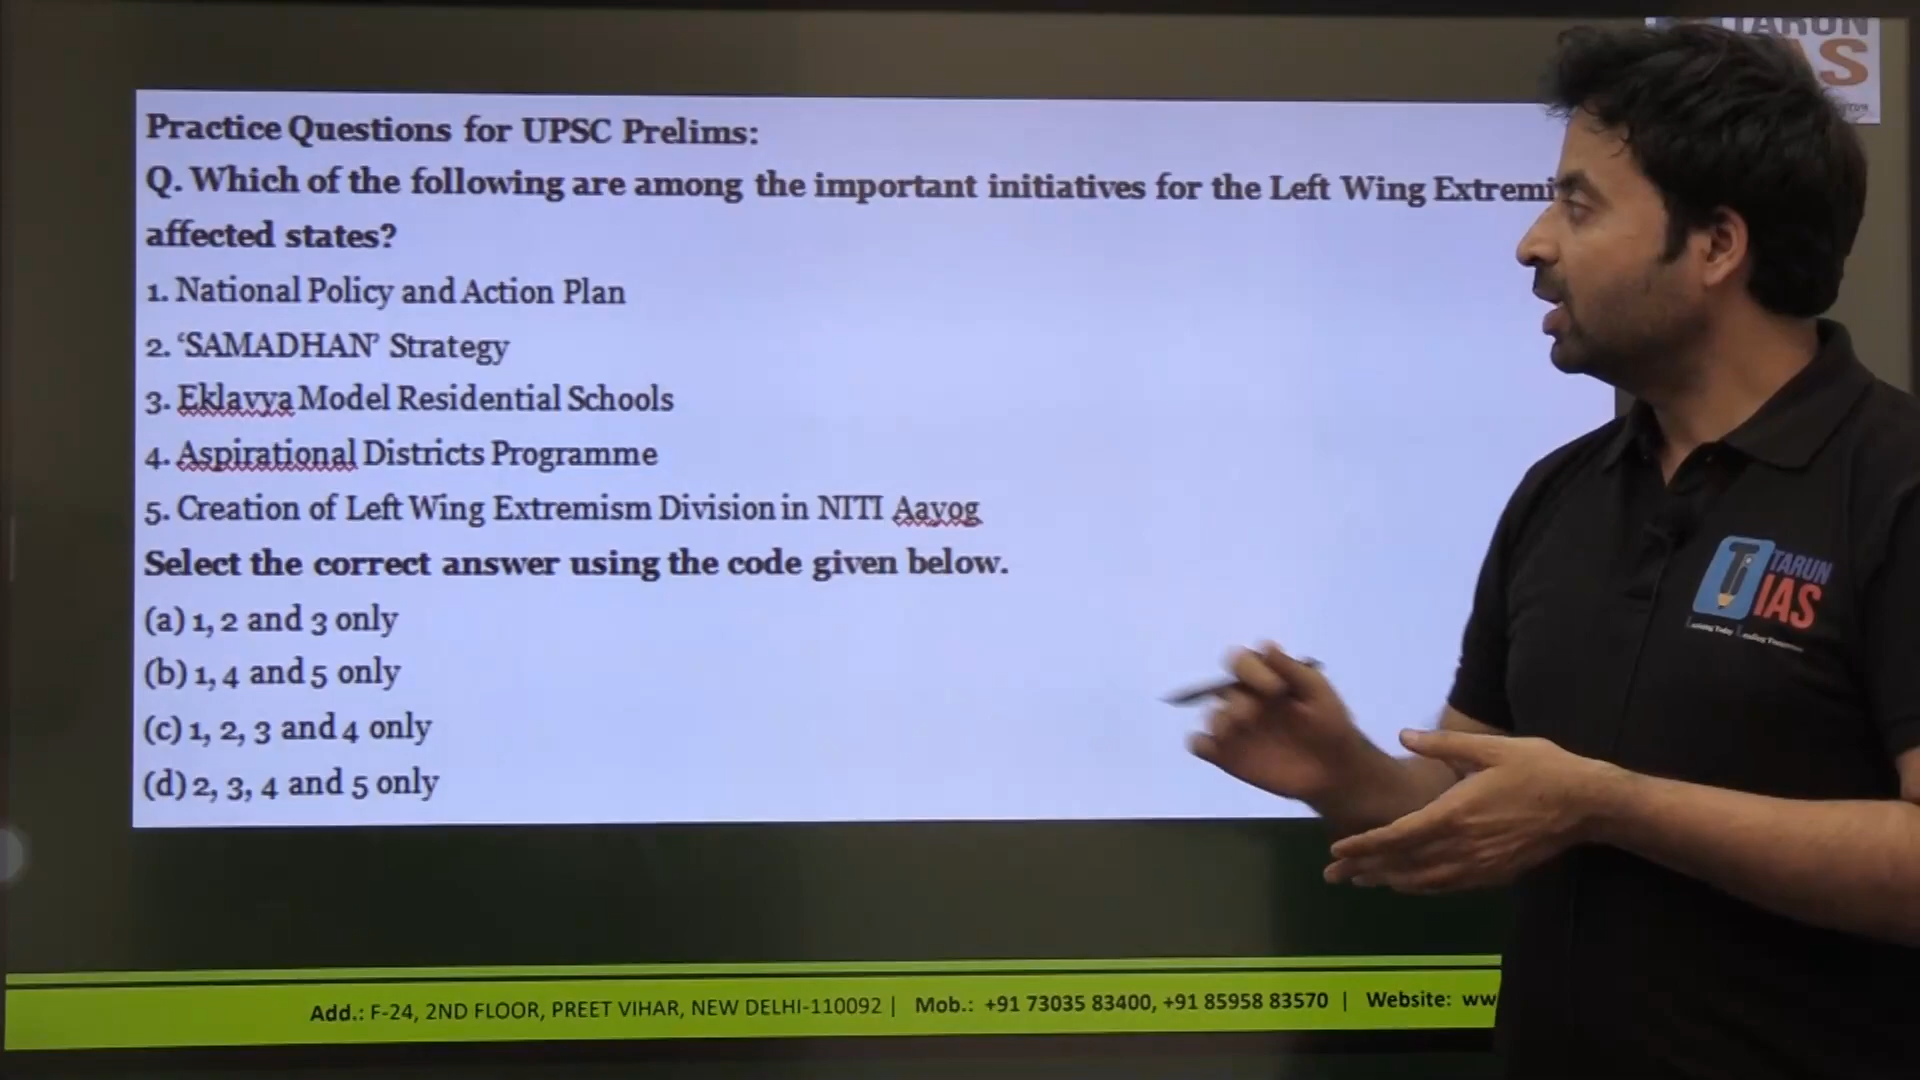 TARUN
AS
Practice Questions for UPSC Prelims:
Q. Which of the following are among the important initiatives for the Left Wing Extremi
affected states?
1. National Policy and Action Plan
2. ‘SAMADHAN’ Strategy
3. Eklavya Model Residential Schools
4. Aspirational Districts Programme
5. Creation of Left Wing Extremism Division in NITI Aayog
Select the correct answer using the code given below.
(a) 1, 2 and 3 only
(b) 1, 4 and 5 only
(c) 1, 2, 3 and 4 only
(d) 2, 3, 4 and 5 only
TARUN
IAS
Add.: F-24, 2ND FLOOR, PREET VIHAR, NEW DELHI-110092 | Mob.: +91 73035 83400, +91 85958 83570 | Website: ww